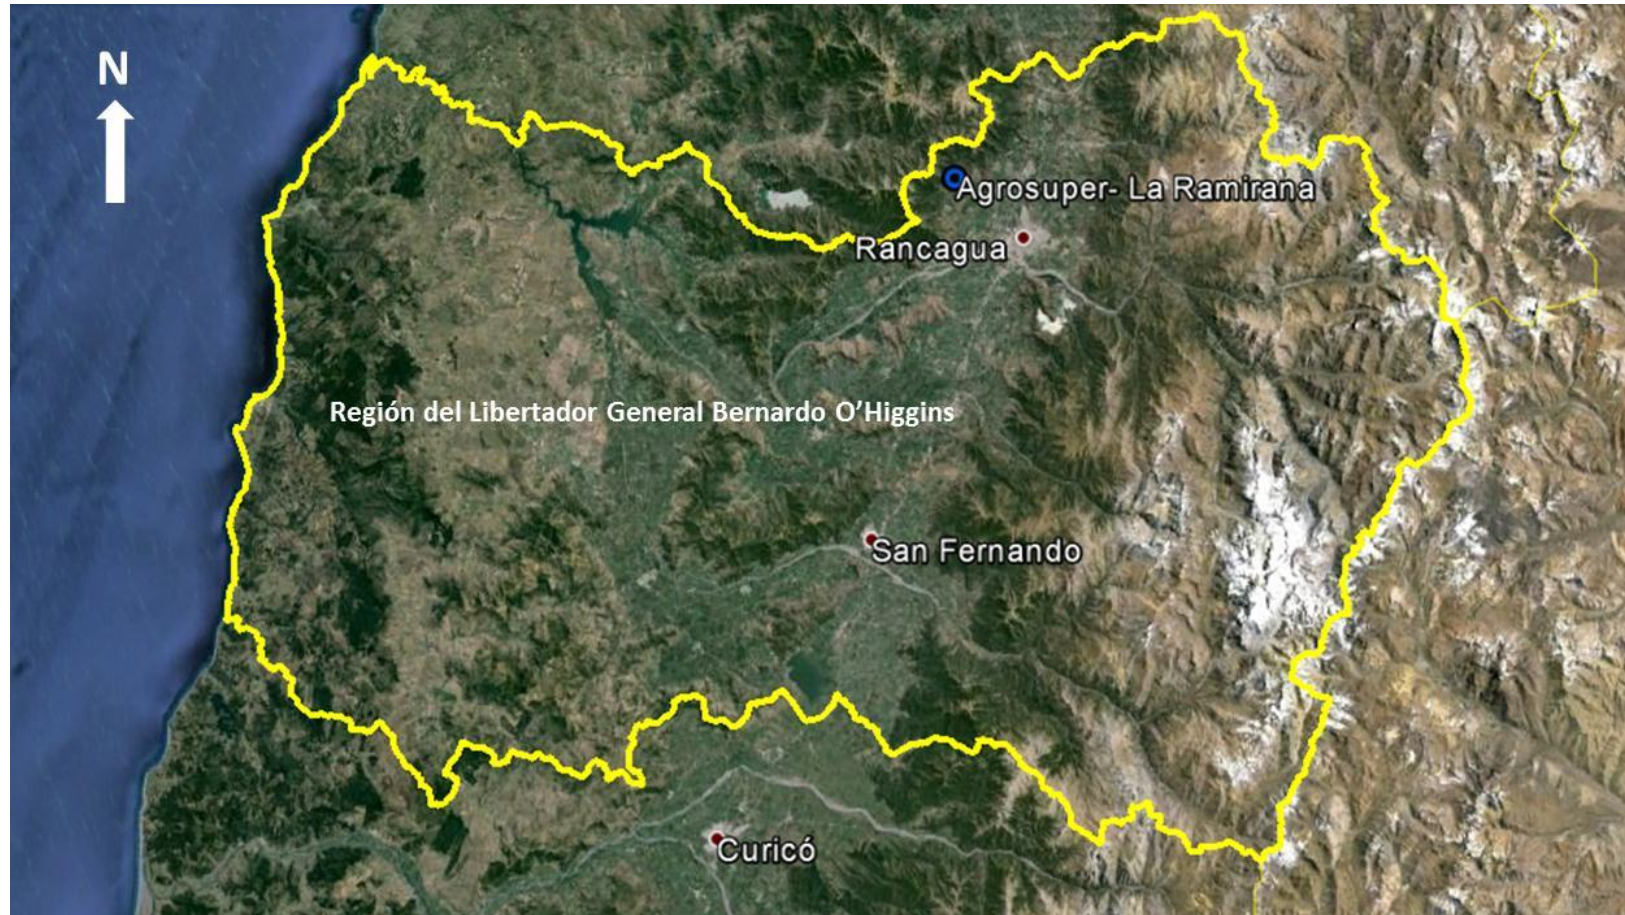 N
Agrosuper- La Ramirana
Rancagua
Región del Libertador General Bernardo O’Higgins
San Fernando
Curicó